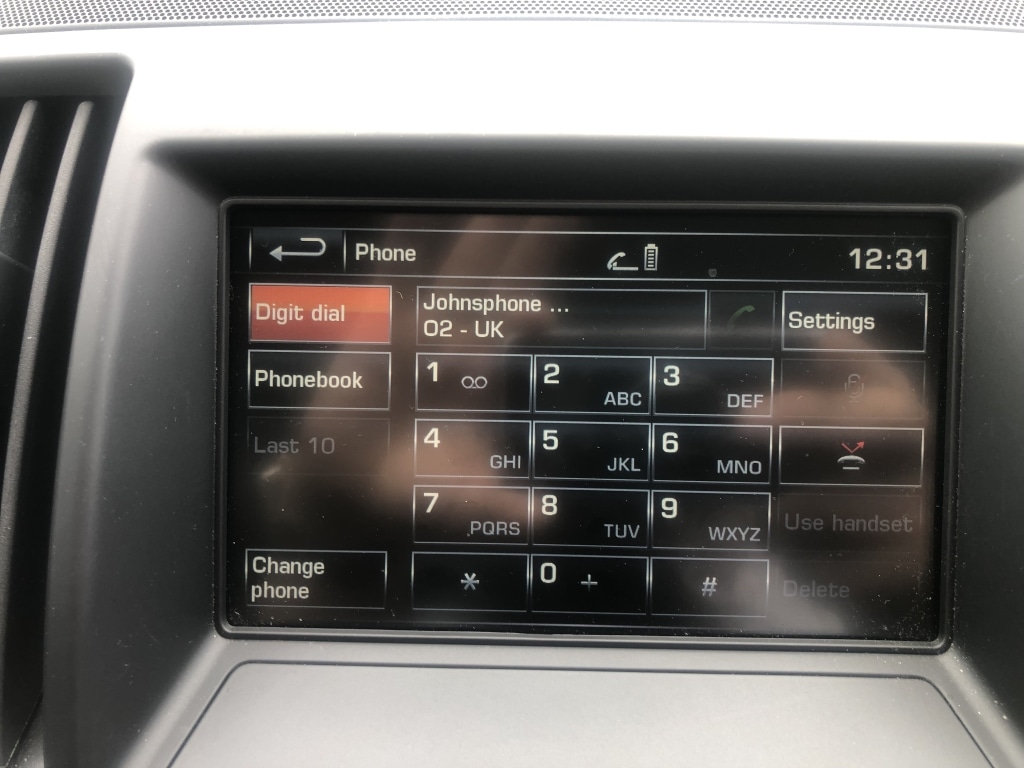 Phone
12:31
Digit dial
Johnsphone ...
O2 - UK
Settings
Phonebook
1
2 ABC
3 DEF
Last 10
4 GHI
5 JKL
6 MNO
7 PQRS
8 TUV
9 WXYZ
Use handset
Change
phone
*
0 +
#
Delete